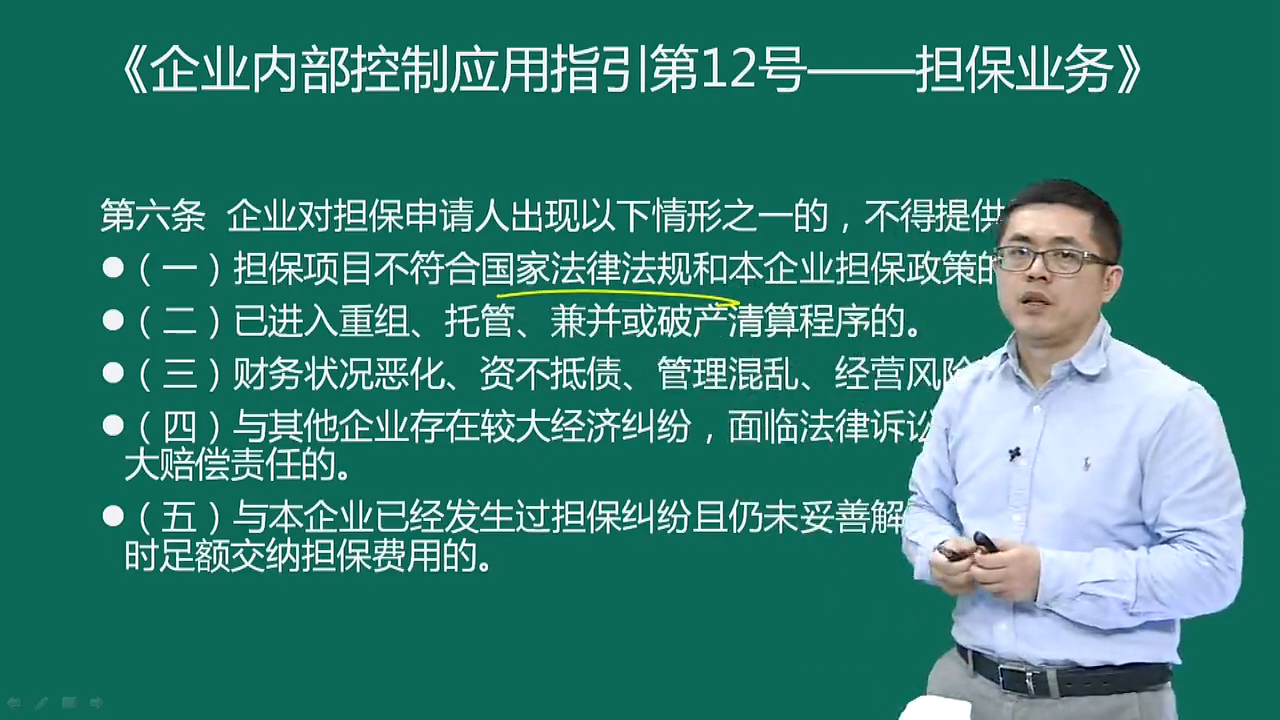 《企业内部控制应用指引第12号——担保业务》
第六条 企业对担保申请人出现以下情形之一的，不得提供
●（一）担保项目不符合国家法律法规和本企业担保政策的
●（二）已进入重组、托管、兼并或破产清算程序的。
●（三）财务状况恶化、资不抵债、管理混乱、经营风险
●（四）与其他企业存在较大经济纠纷，面临法律诉讼
大赔偿责任的。
●（五）与本企业已经发生过担保纠纷且仍未妥善解
时足额交纳担保费用的。